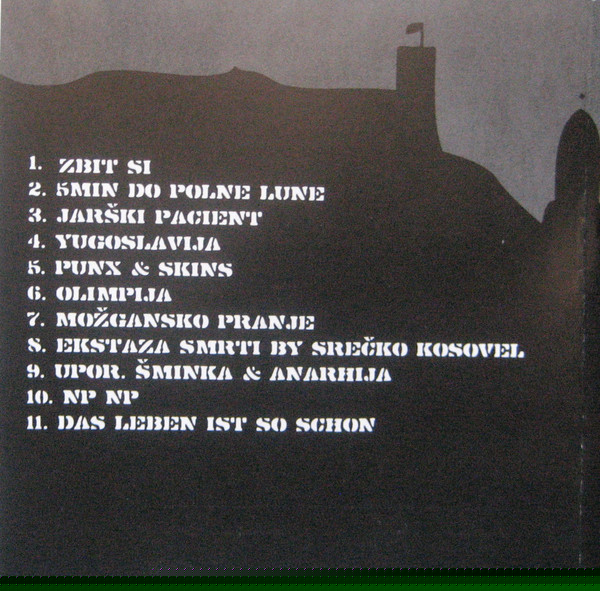 1. ZBIT SI
2. 5MIN DO POLNE LUNE
3. JARŠKI PACIENT
4. YUGOSLAVIJA
5. PUNX & SKINS
6. OLIMPIJA
7. MOŽGANSKO PRANJE
8. EKSTAZA SMRTI BY SREČKO KOSOVEL
9. UPOR. ŠMINKA & ANARHIJA
10. NP NP
11. DAS LEBEN IST SO SCHON